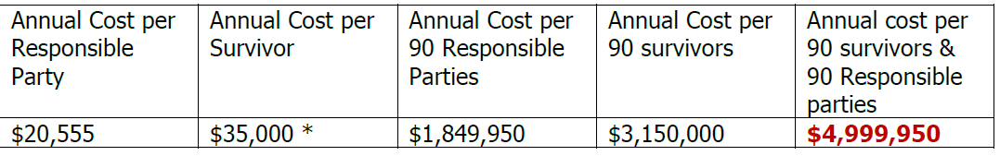 Annual Cost per
Responsible
Party
Annual Cost per
Survivor
Annual Cost per
90 Responsible
Parties
Annual Cost per
90 survivors
Annual cost per
90 survivors &
90 Responsible
parties
$20,555
$35,000 *
$1,849,950
$3,150,000
$4,999,950